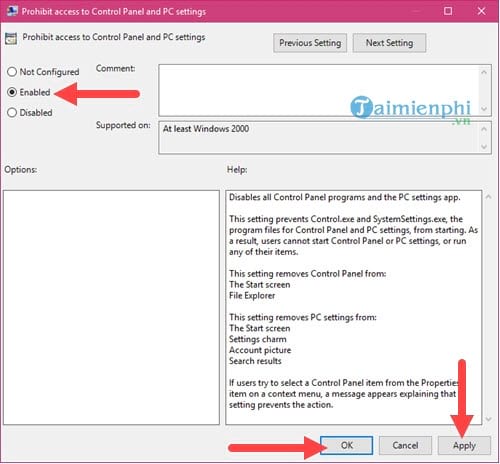 Prohibit access to Control Panel and PC settings
Prohibit access to Control Panel and PC settings
Previous Setting
Next Setting
Not Configured
Comment:
Enabled
Disabled
Taimienphi
.vn
Supported on:
At least Windows 2000
Options:
Help:
Disables all Control Panel programs and the PC settings app.
This setting prevents Control.exe and SystemSettings.exe, the
program files for Control Panel and PC settings, from starting. As
a result, users cannot start Control Panel or PC settings, or run
any of their items.
This setting removes Control Panel from:
The Start screen
File Explorer
This setting removes PC settings from:
The Start screen
Settings charm
Account picture
Search results
If users try to select a Control Panel item from the Properties
item on a context menu, a message appears explaining that
setting prevents the action.
OK
Cancel
Apply